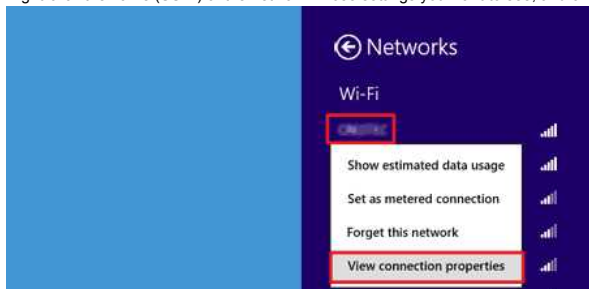 Networks
Wi-Fi
Show estimated data usage
Set as metered connection
Forget this network
View connection properties